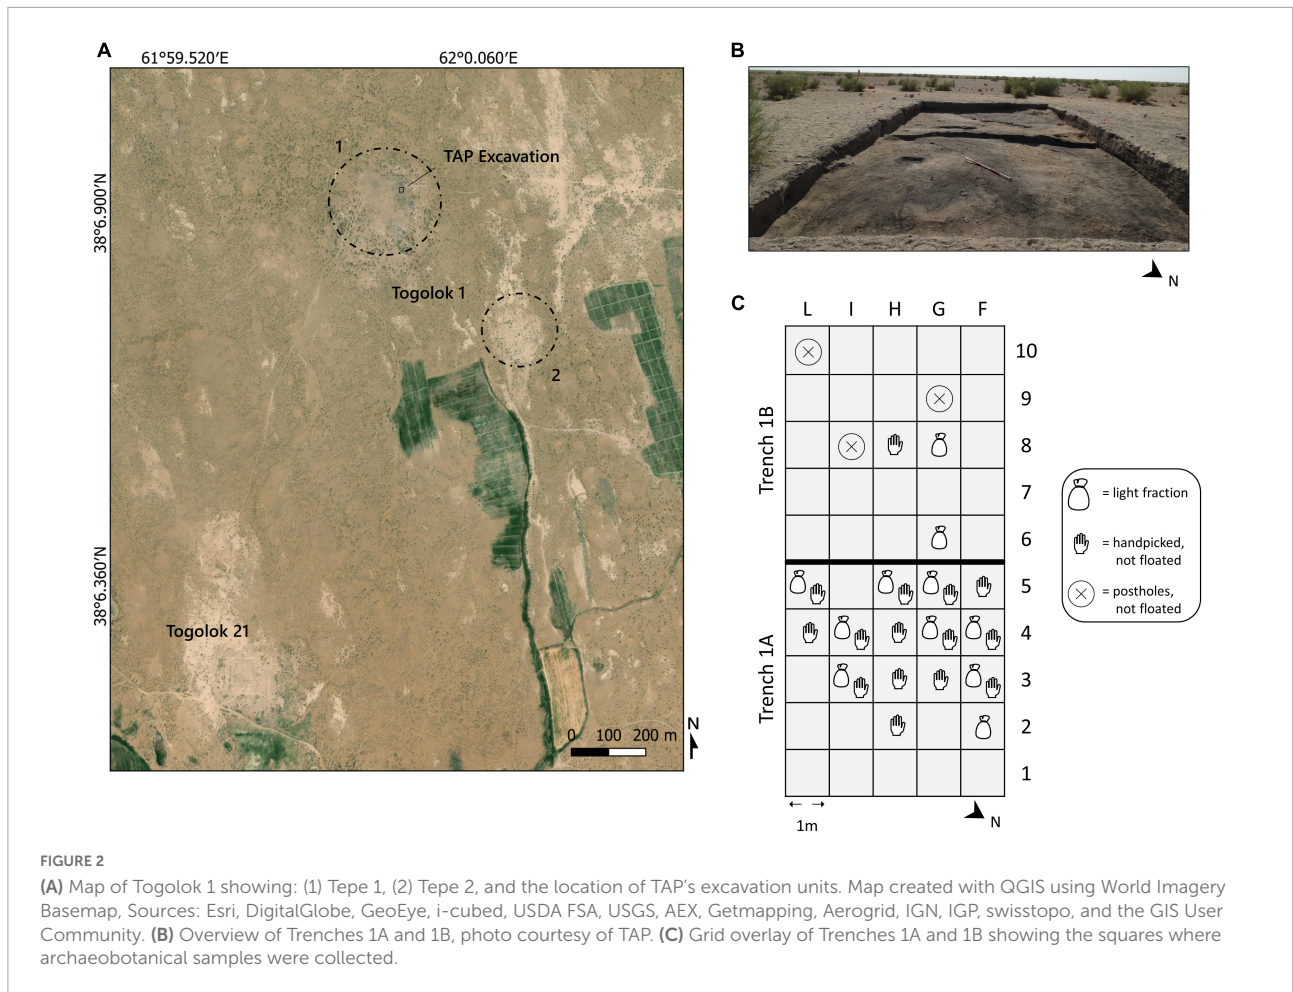 A
61°59.520′E 62°0.060′E
38°6.900′N
38°6.360′N
1
TAP Excavation
Togolok 1
2
Togolok 21
0 100 200 m
N
B
N
C
L I H G F
10
9
8
7
6
5
4
3
2
1
Trench 1B
Trench 1A
1m
N
= light fraction
= handpicked,
not floated
= postholes,
not floated
FIGURE 2
(A) Map of Togolok 1 showing: (1) Tepe 1, (2) Tepe 2, and the location of TAP’s excavation units. Map created with QGIS using World Imagery
Basemap, Sources: Esri, DigitalGlobe, GeoEye, i-cubed, USDA FSA, USGS, AEX, Getmapping, Aerogrid, IGN, IGP, swisstopo, and the GIS User
Community. (B) Overview of Trenches 1A and 1B, photo courtesy of TAP. (C) Grid overlay of Trenches 1A and 1B showing the squares where
archaeobotanical samples were collected.